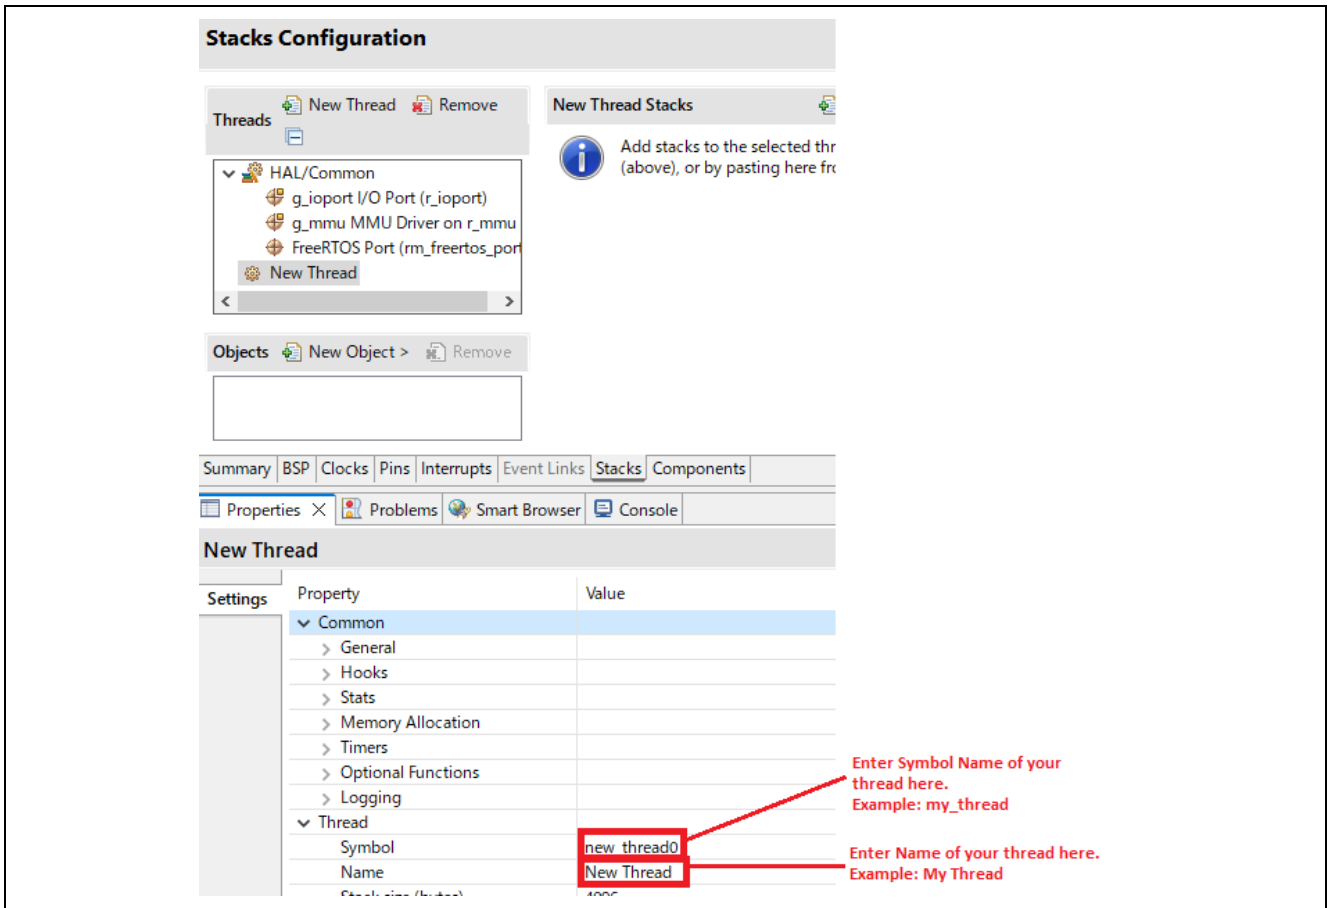 Stacks Configuration
Threads
New Thread
Remove
New Thread Stacks
Add stacks to the selected thr
(above), or by pasting here fro
HAL/Common
g_ioport I/O Port (r_ioport)
g_mmu MMU Driver on r_mmu
FreeRTOS Port (rm_freertos_port
New Thread
Objects
New Object >
Remove
Summary BSP Clocks Pins Interrupts Event Links Stacks Components
Properties Problems Smart Browser Console
New Thread
Settings
Property Value
Common
General
Hooks
Stats
Memory Allocation
Timers
Optional Functions
Logging
Thread
Symbol new_thread0
Name New Thread
Enter Symbol Name of your
thread here.
Example: my_thread
Enter Name of your thread here.
Example: My Thread